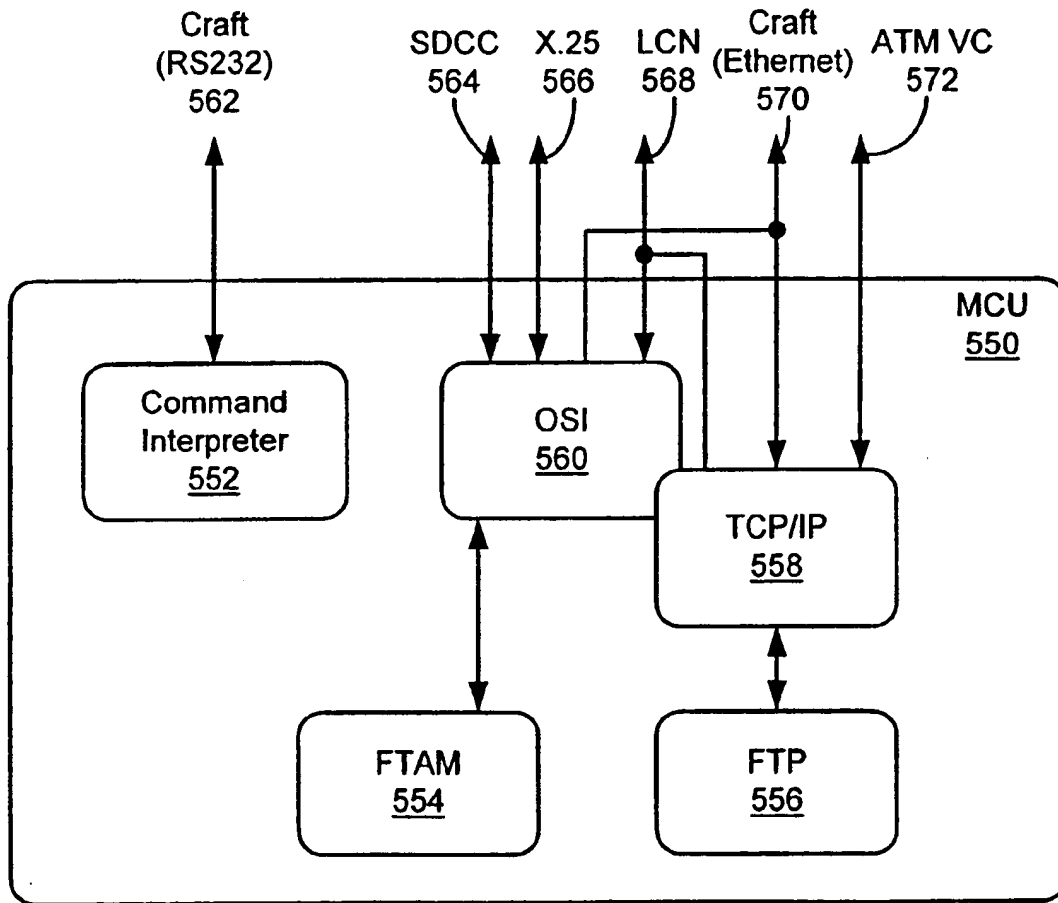 Craft
(RS232)
562
SDCC
564
X.25
566
LCN
568
Craft
(Ethernet)
570
ATM VC
572
MCU
550
Command
Interpreter
552
OSI
560
TCP/IP
558
FTAM
554
FTP
556